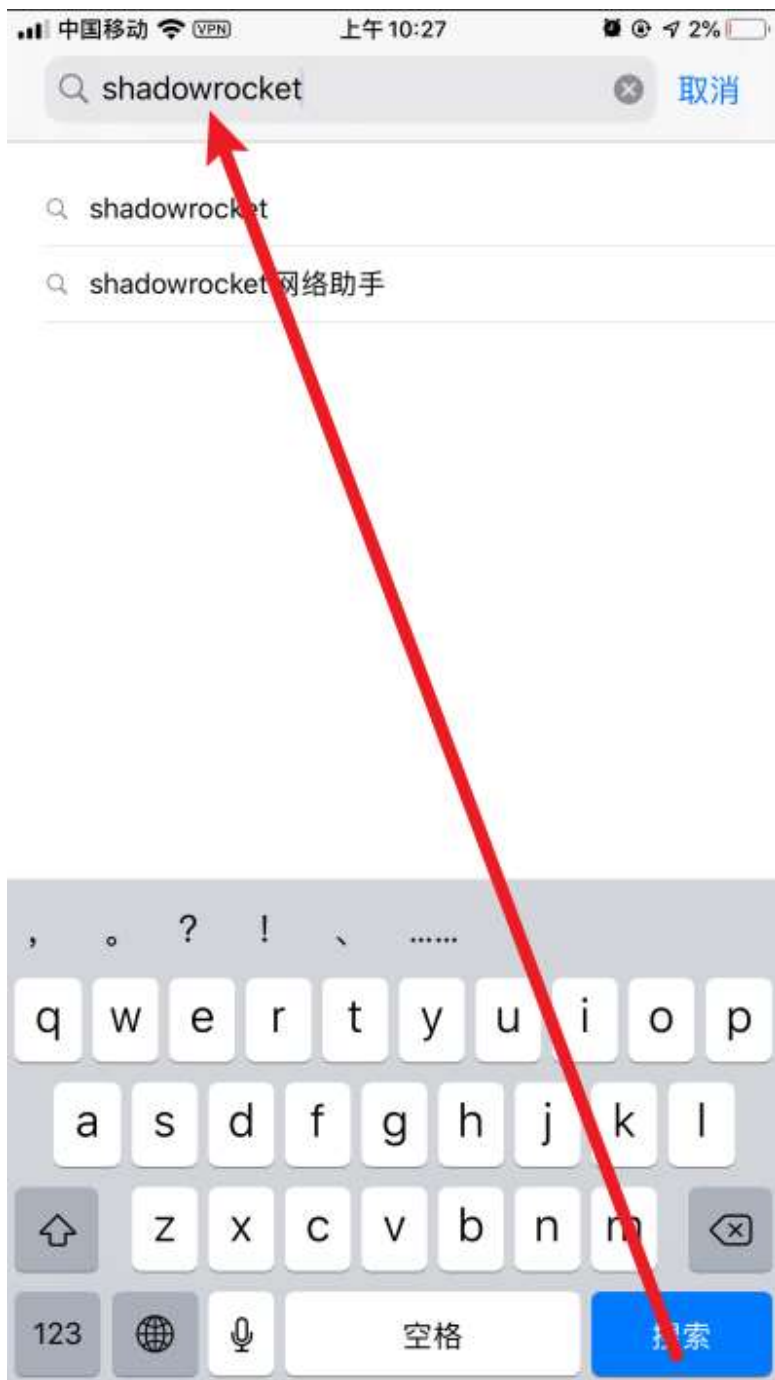 中国移动 VPN 上午10:27 2%
shadowrocket 取消
shadowrocket
shadowrocket 网络助手
， 。 ？ ！ 、 ……
q w e r t y u i o p
a s d f g h j k l
z x c v b n m
123 空格 搜索